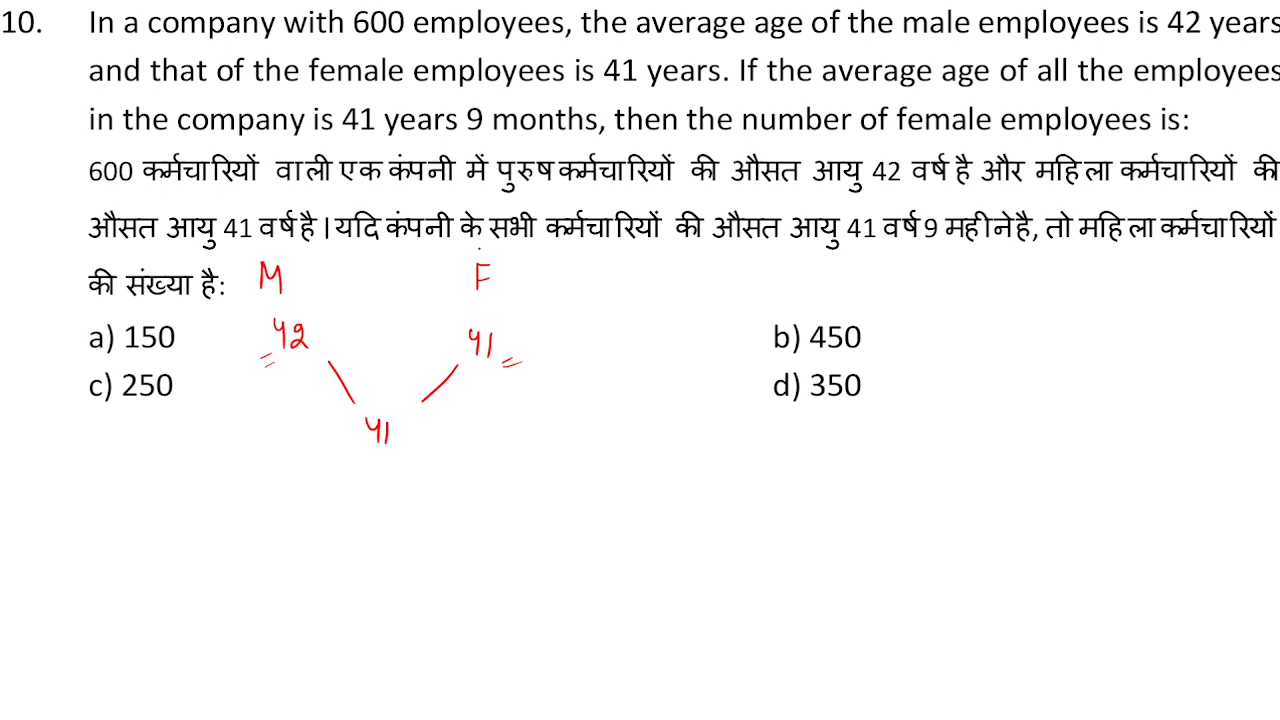 10. In a company with 600 employees, the average age of the male employees is 42 years
and that of the female employees is 41 years. If the average age of all the employees
in the company is 41 years 9 months, then the number of female employees is:
600 कर्मचारियों वाली एक कंपनी में पुरुष कर्मचारियों की औसत आयु 42 वर्ष है और महिला कर्मचारियों की
औसत आयु 41 वर्ष है। यदि कंपनी के सभी कर्मचारियों की औसत आयु 41 वर्ष 9 महीने है, तो महिला कर्मचारियों
की संख्या है: M F
a) 150 42 41 b) 450
c) 250 d) 350
41